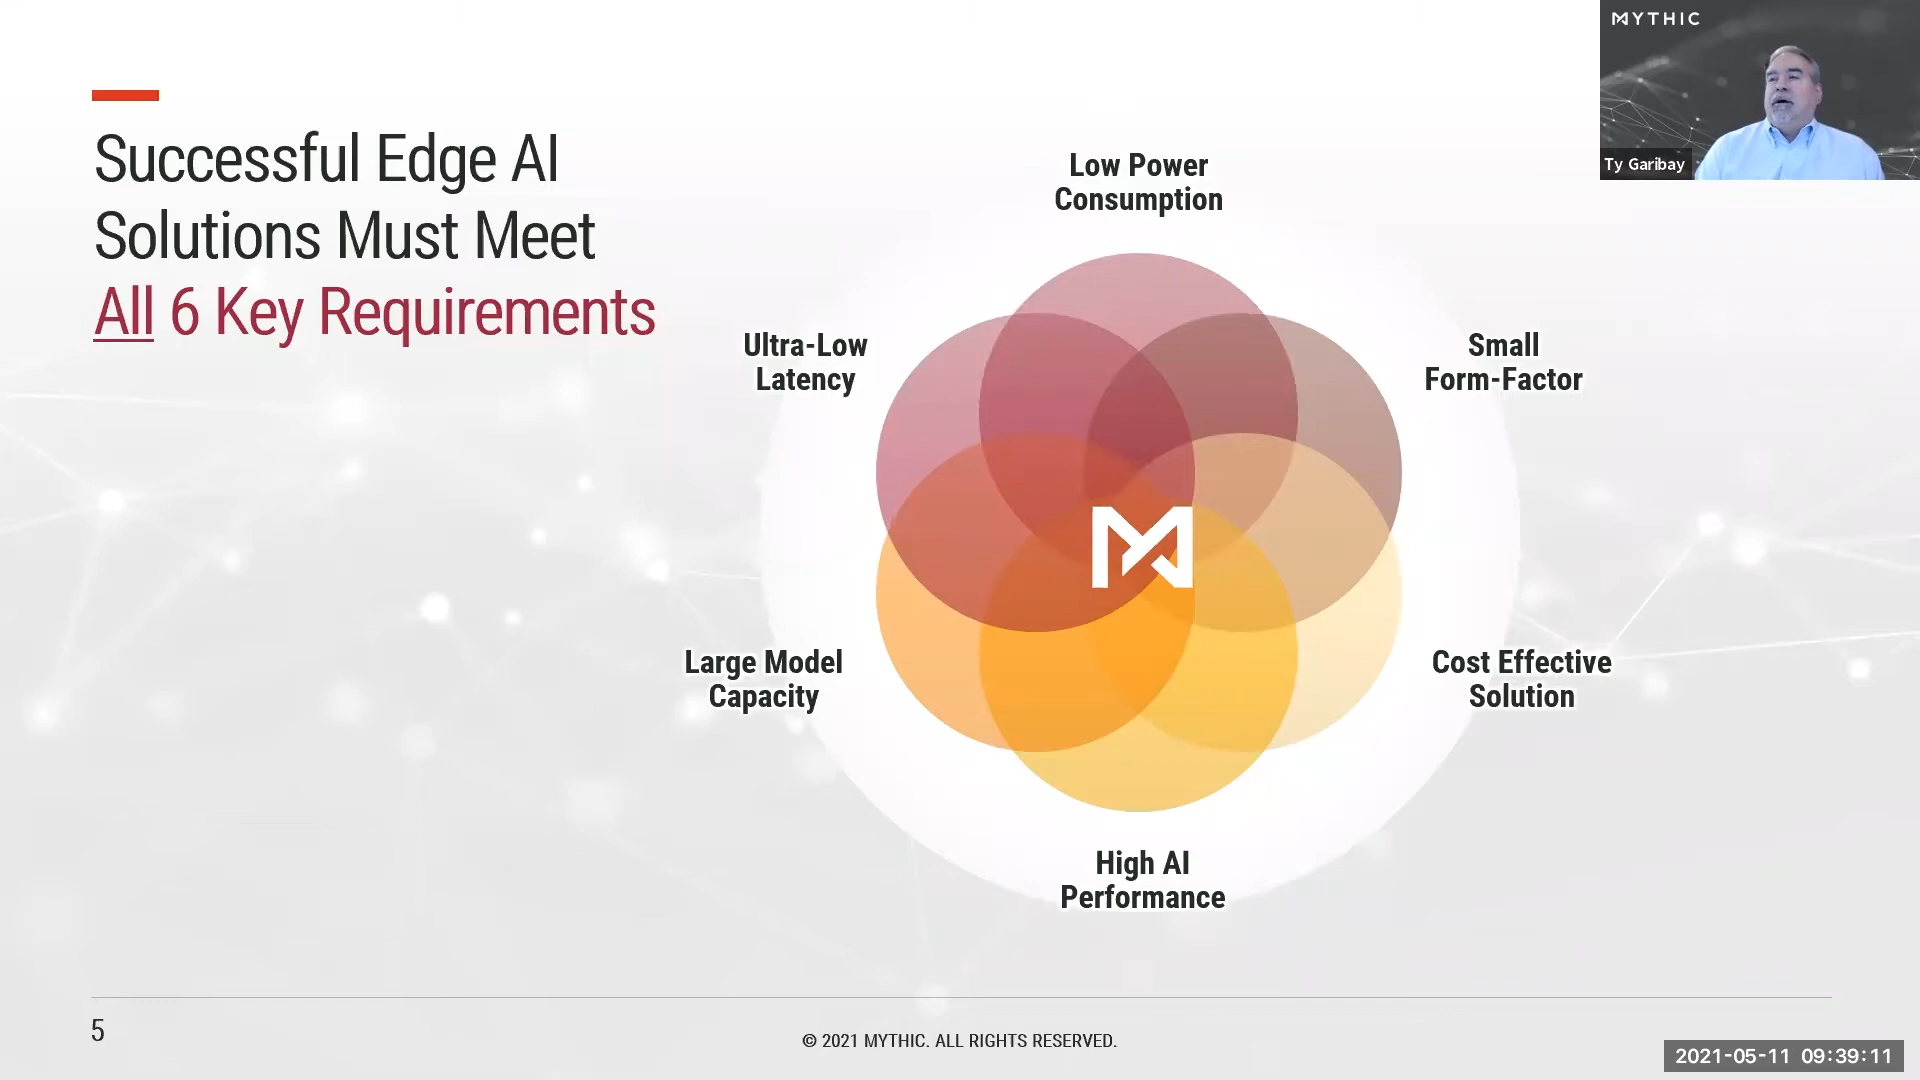 MYTHIC
Ty Garibay
Successful Edge AI
Solutions Must Meet
All 6 Key Requirements
Low Power
Consumption
Ultra-Low
Latency
Small
Form-Factor
Large Model
Capacity
Cost Effective
Solution
High AI
Performance
5
© 2021 MYTHIC. ALL RIGHTS RESERVED.
2021-05-11 09:39:11